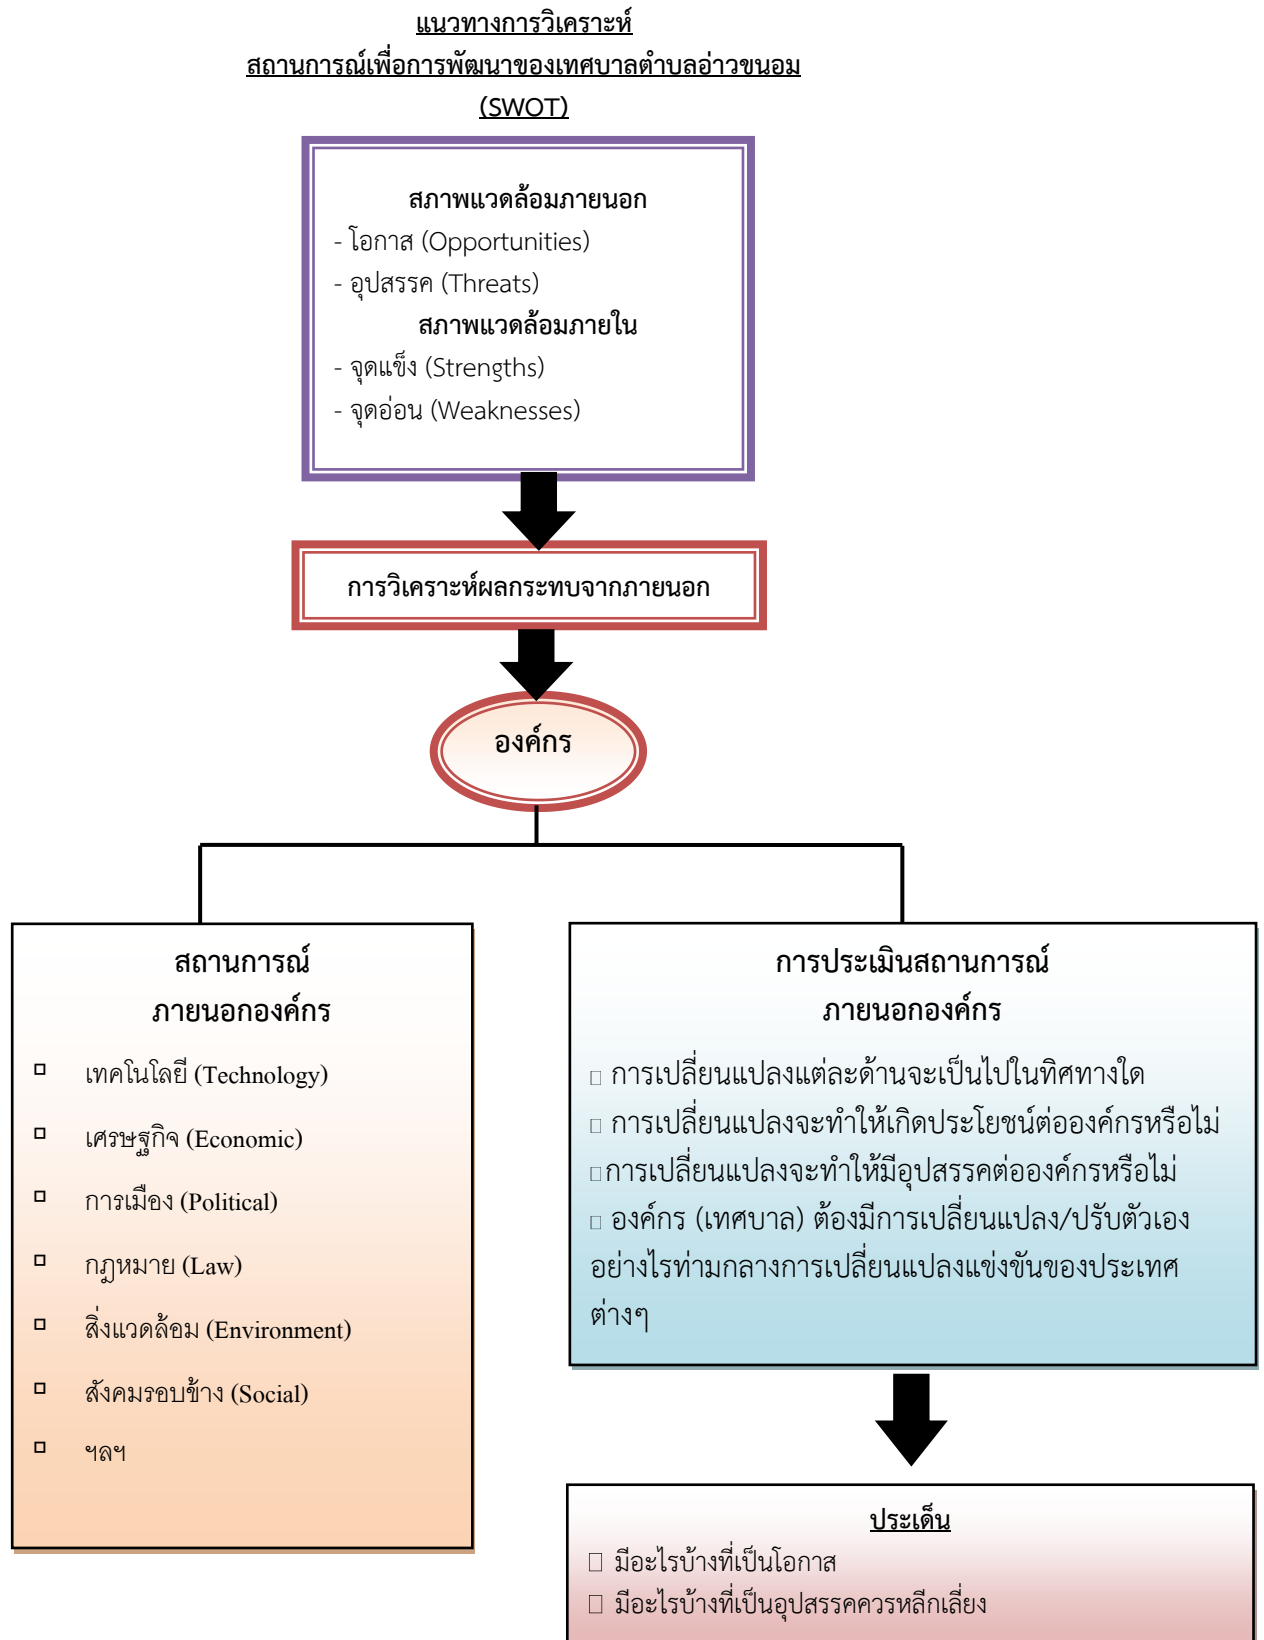 แนวทางการวิเคราะห์
สถานการณ์เพื่อการพัฒนาของเทศบาลตำบลอ่าวขนอม
(SWOT)
สภาพแวดล้อมภายนอก
- โอกาส (Opportunities)
- อุปสรรค (Threats)
สภาพแวดล้อมภายใน
- จุดแข็ง (Strengths)
- จุดอ่อน (Weaknesses)
การวิเคราะห์ผลกระทบจากภายนอก
องค์กร
สถานการณ์
ภายนอกองค์กร
เทคโนโลยี (Technology)
เศรษฐกิจ (Economic)
การเมือง (Political)
กฎหมาย (Law)
สิ่งแวดล้อม (Environment)
สังคมรอบข้าง (Social)
ฯลฯ
การประเมินสถานการณ์
ภายนอกองค์กร
การเปลี่ยนแปลงแต่ละด้านจะเป็นไปในทิศทางใด
การเปลี่ยนแปลงจะทำให้เกิดประโยชน์ต่อองค์กรหรือไม่
การเปลี่ยนแปลงจะทำให้มีอุปสรรคต่อองค์กรหรือไม่
องค์กร (เทศบาล) ต้องมีการเปลี่ยนแปลง/ปรับตัวเอง
อย่างไรท่ามกลางการเปลี่ยนแปลงแข่งขันของประเทศ
ต่างๆ
ประเด็น
มีอะไรบ้างที่เป็นโอกาส
มีอะไรบ้างที่เป็นอุปสรรคควรหลีกเลี่ยง